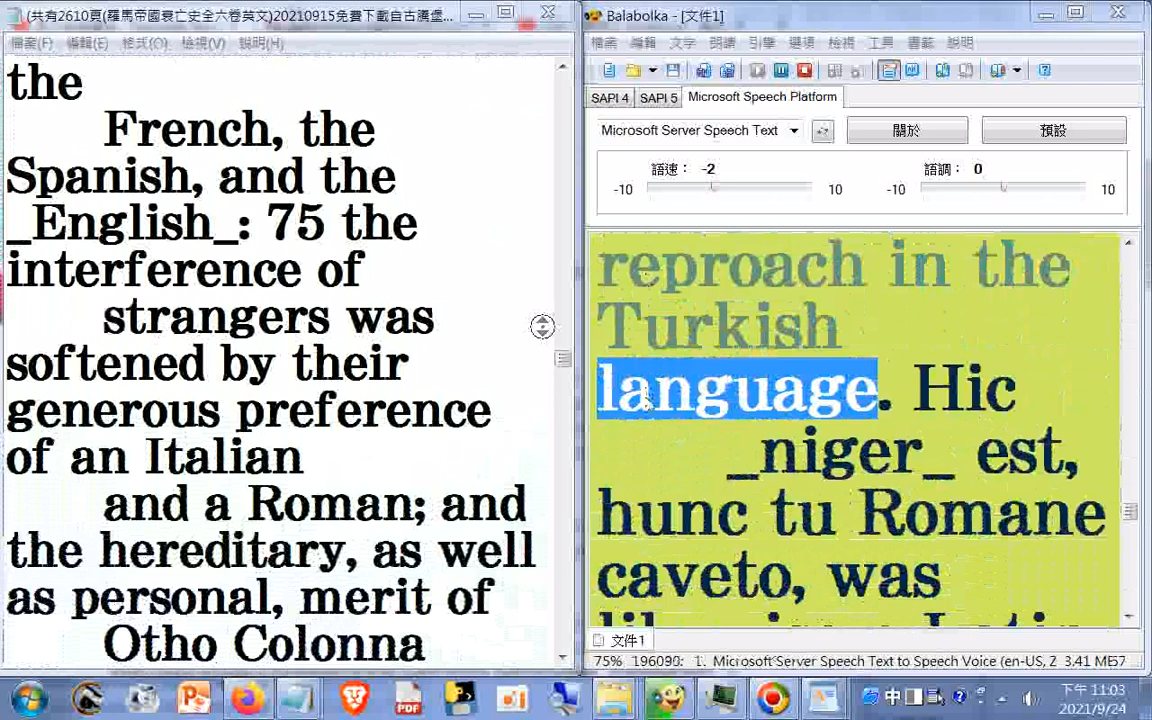 (共有2610頁(羅馬帝國衰亡史全六卷英文)20210915免費下載自古騰堡...
檔案(F) 編輯(E) 格式(O) 檢視(V) 說明(H)
the
French, the
Spanish, and the
_English_: 75 the
interference of
strangers was
softened by their
generous preference
of an Italian
and a Roman; and
the hereditary, as well
as personal, merit of
Otho Colonna
Balabolka - [文件1]
檔案 編輯 文字 朗讀 引擎 選項 檢視 工具 書籤 說明
SAPI 4 SAPI 5 Microsoft Speech Platform
Microsoft Server Speech Text 關於 預設
語速： -2 語調： 0
-10 10 -10 10
reproach in the
Turkish
language. Hic
_niger_ est,
hunc tu Romane
caveto, was
文件1
75% 196090: 1. Microsoft Server Speech Text to Speech Voice (en-US, 2 3.41 MB
PDF
中
下午 11:03
2021/9/24